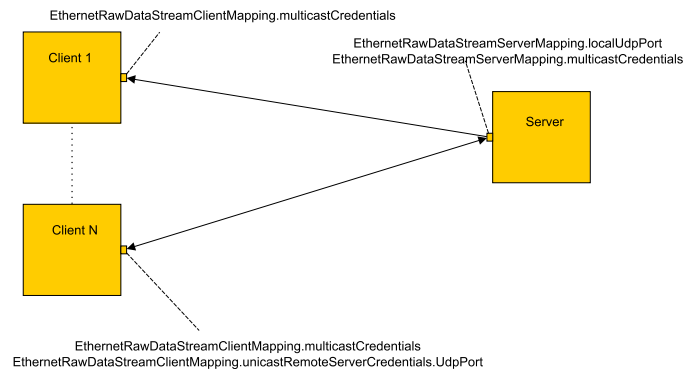 EthernetRawDataStreamClientMapping.multicastCredentials
Client 1
EthernetRawDataStreamServerMapping.localUdpPort
EthernetRawDataStreamServerMapping.multicastCredentials
Server
Client N
EthernetRawDataStreamClientMapping.multicastCredentials
EthernetRawDataStreamClientMapping.unicastRemoteServerCredentials.UdpPort